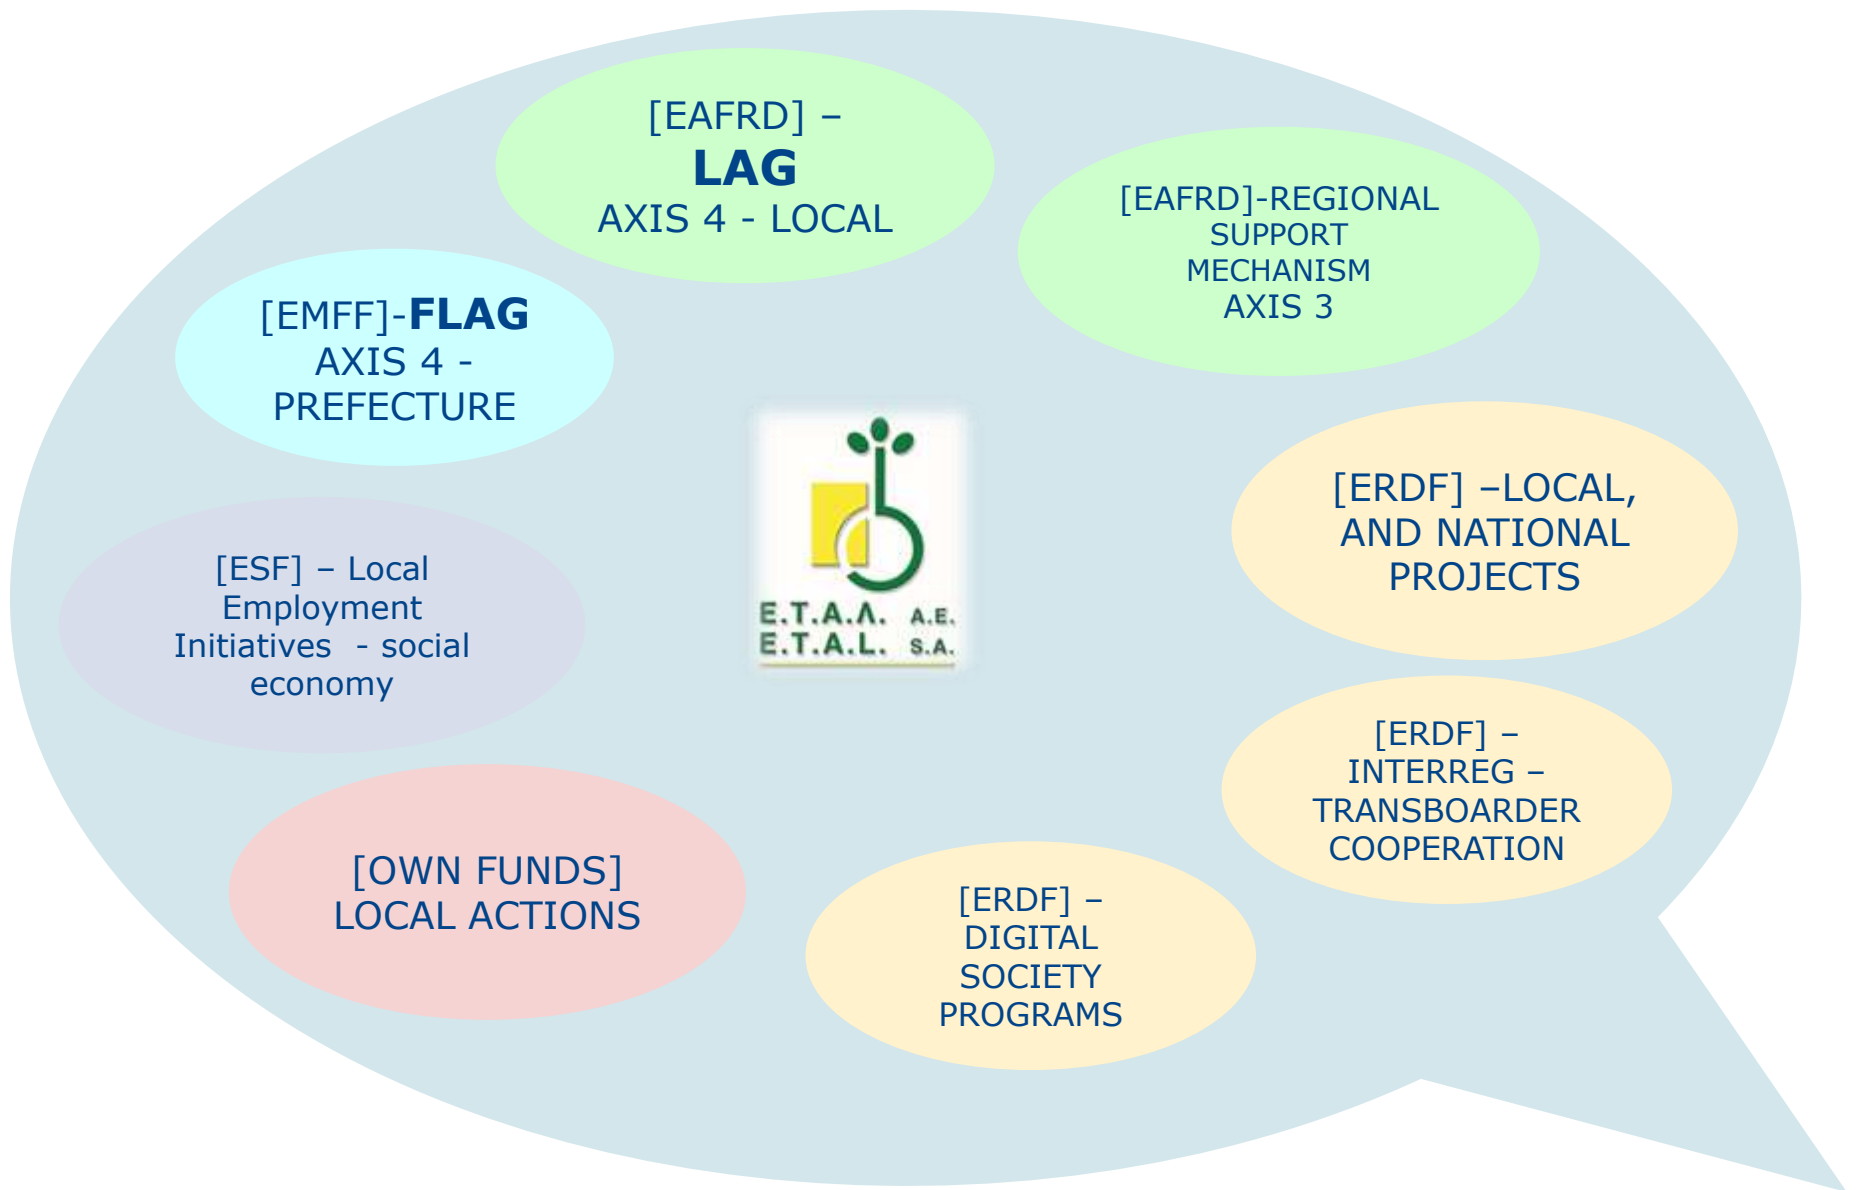 [EAFRD] –
LAG
AXIS 4 - LOCAL
[EAFRD]-REGIONAL
SUPPORT
MECHANISM
AXIS 3
[EMFF]-FLAG
AXIS 4 -
PREFECTURE
[ERDF] –LOCAL,
AND NATIONAL
PROJECTS
[ESF] – Local
Employment
Initiatives - social
economy
Ε.Τ.Α.Λ. Α.Ε.
E.T.A.L. S.A.
[ERDF] –
INTERREG –
TRANSBOARDER
COOPERATION
[OWN FUNDS]
LOCAL ACTIONS
[ERDF] –
DIGITAL
SOCIETY
PROGRAMS